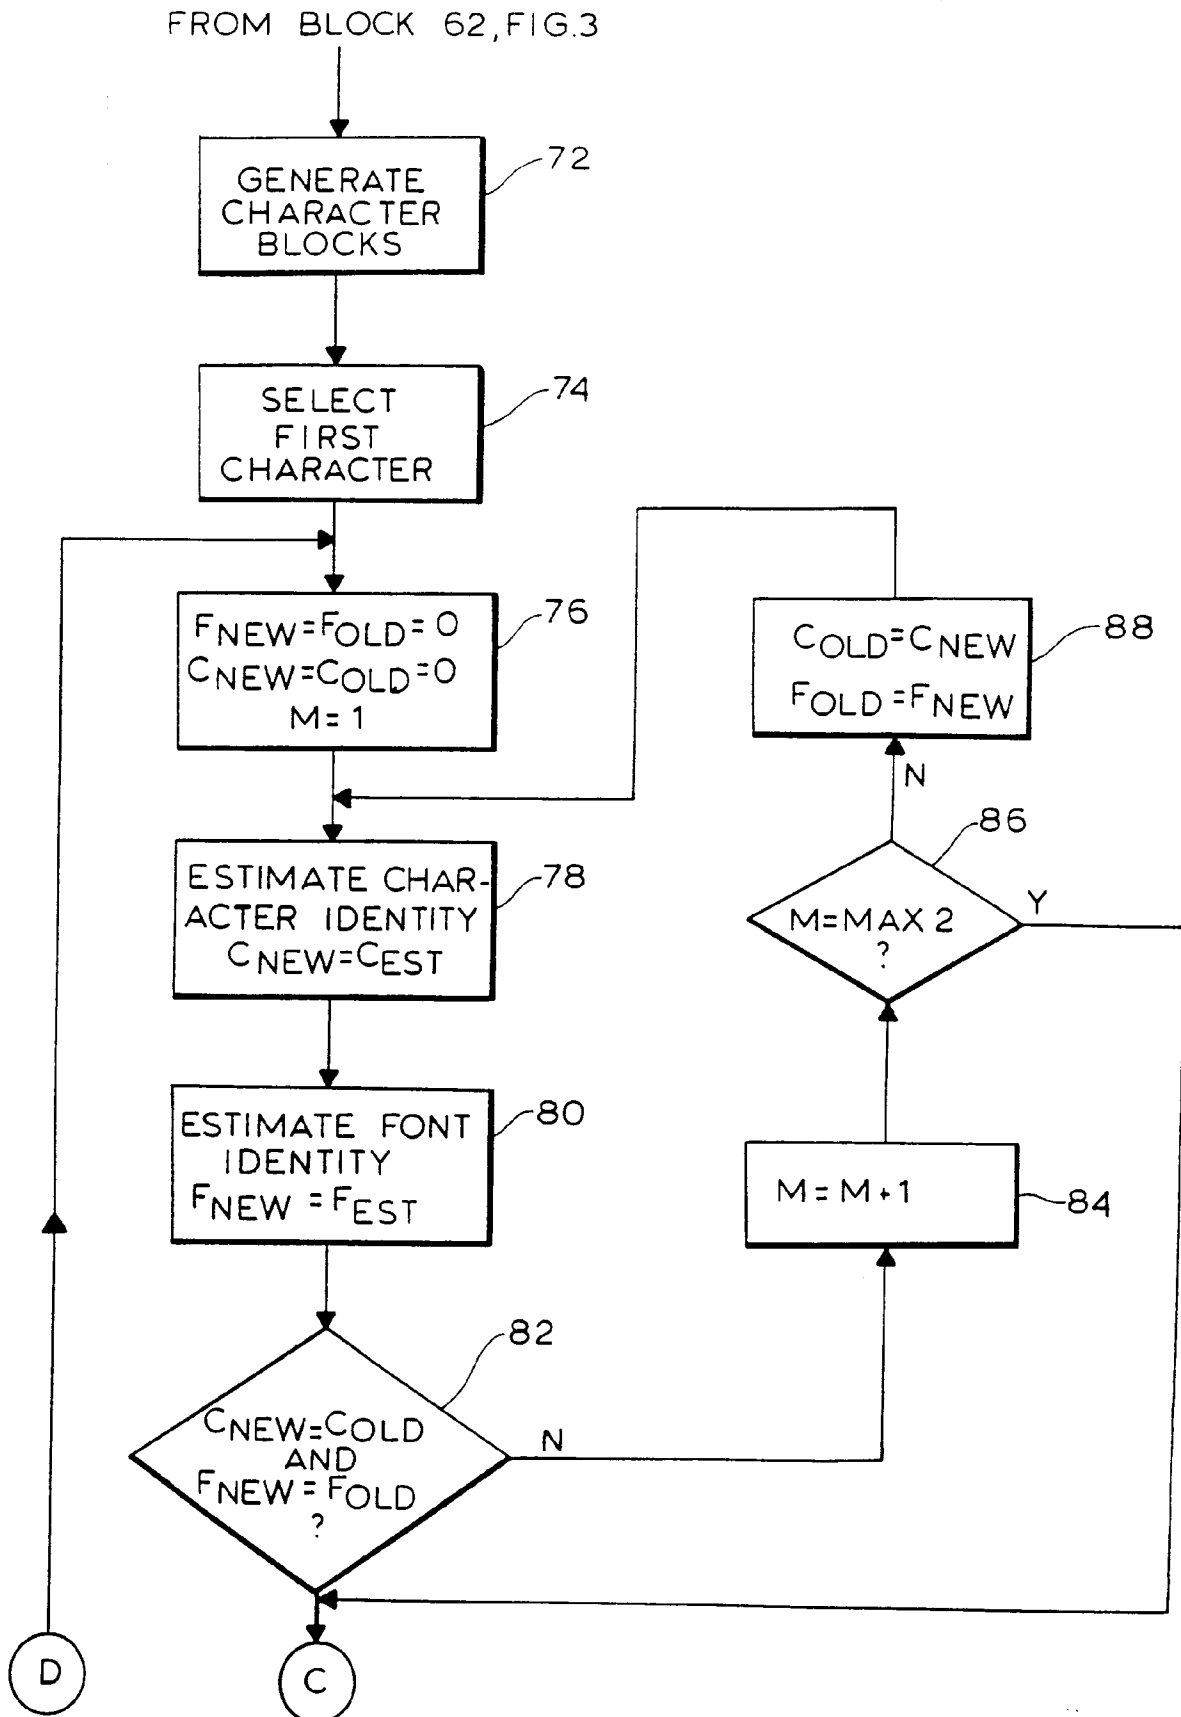 FROM BLOCK 62, FIG.3
GENERATE
CHARACTER
BLOCKS
72
SELECT
FIRST
CHARACTER
74
FNEW=FOLD=0
CNEW=COLD=0
M=1
76
ESTIMATE CHAR-
ACTER IDENTITY
CNEW=CEST
78
ESTIMATE FONT
IDENTITY
FNEW=FEST
80
CNEW=COLD
AND
FNEW=FOLD
?
82
N
M=M+1
84
M=MAX 2
?
86
Y
N
COLD=CNEW
FOLD=FNEW
88
D
C